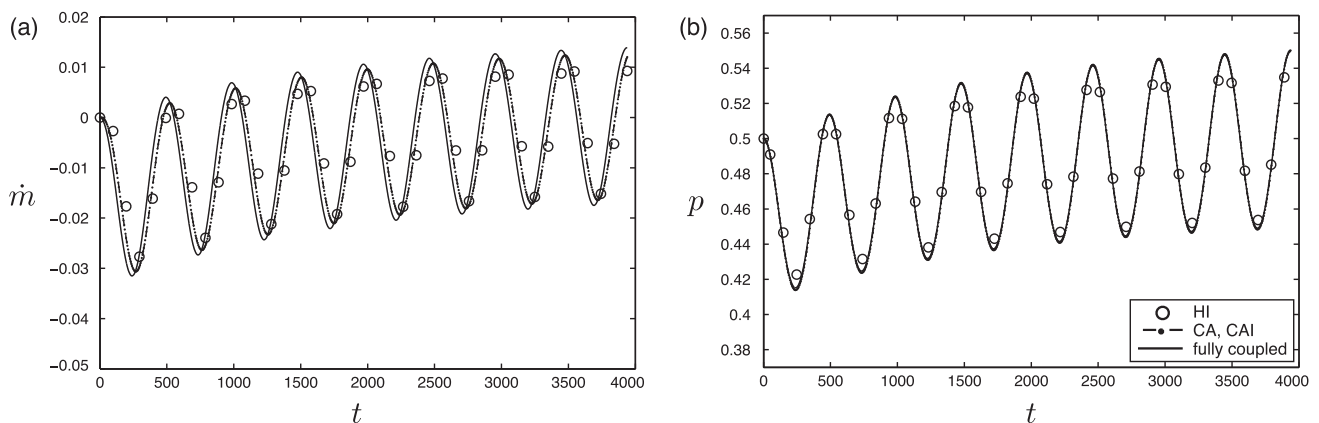 (a)
0.02
0.01
0
−0.01
−0.02
−0.03
−0.04
−0.05
ṁ
0 500 1000 1500 2000 2500 3000 3500 4000
t
(b)
0.56
0.54
0.52
0.5
0.48
0.46
0.44
0.42
0.4
0.38
p
0 500 1000 1500 2000 2500 3000 3500 4000
t
HI
CA, CAI
fully coupled